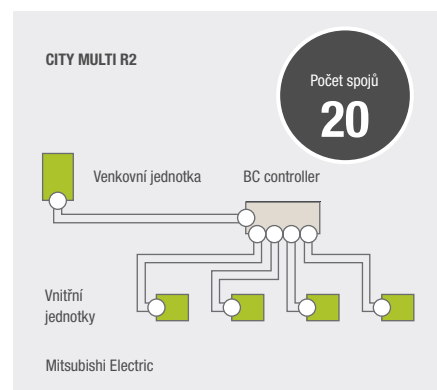 CITY MULTI R2
Počet spojů
20
Venkovní jednotka
BC controller
Vnitřní
jednotky
Mitsubishi Electric